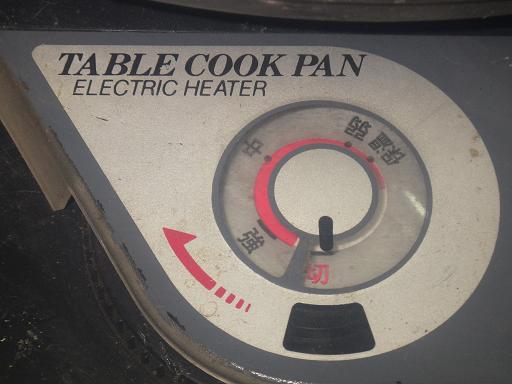 TABLE COOK PAN
ELECTRIC HEATER
保温
弱
中
強
切